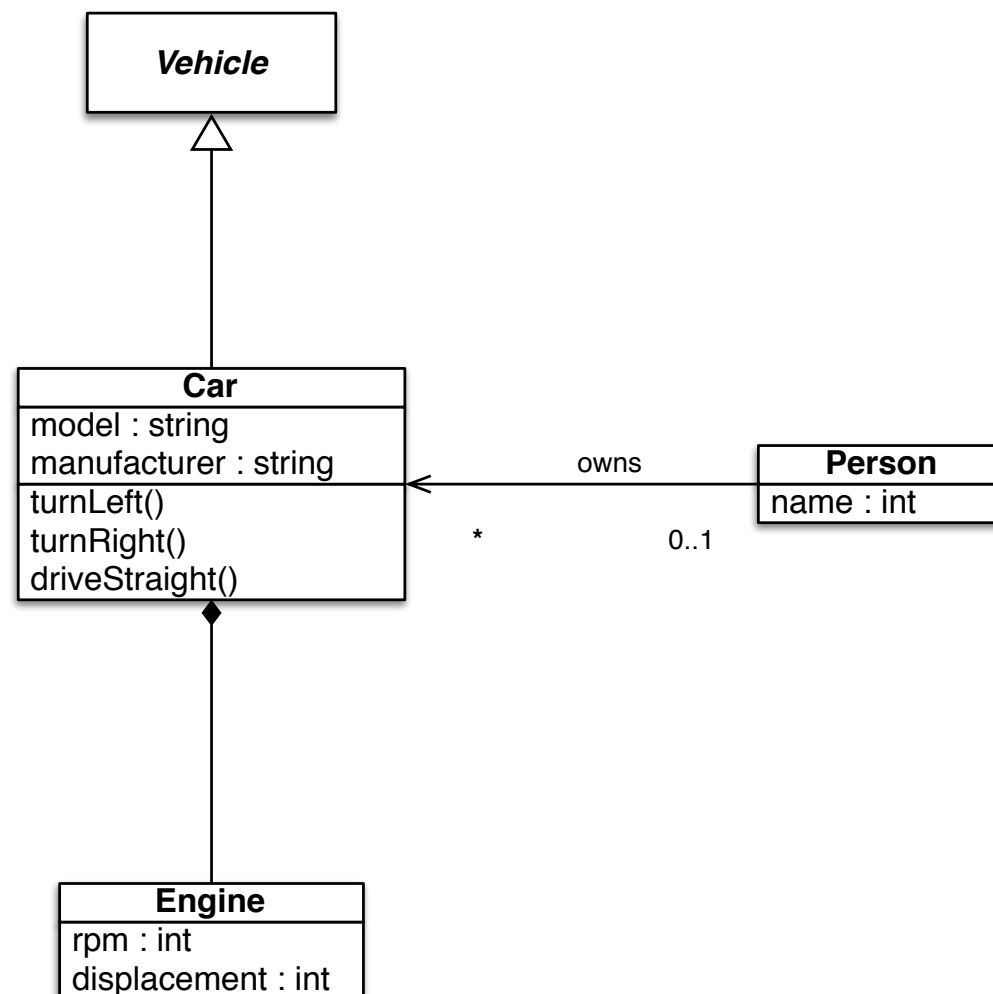 Vehicle
Car
model : string
manufacturer : string
turnLeft()
turnRight()
driveStraight()
owns
*
0..1
Person
name : int
Engine
rpm : int
displacement : int